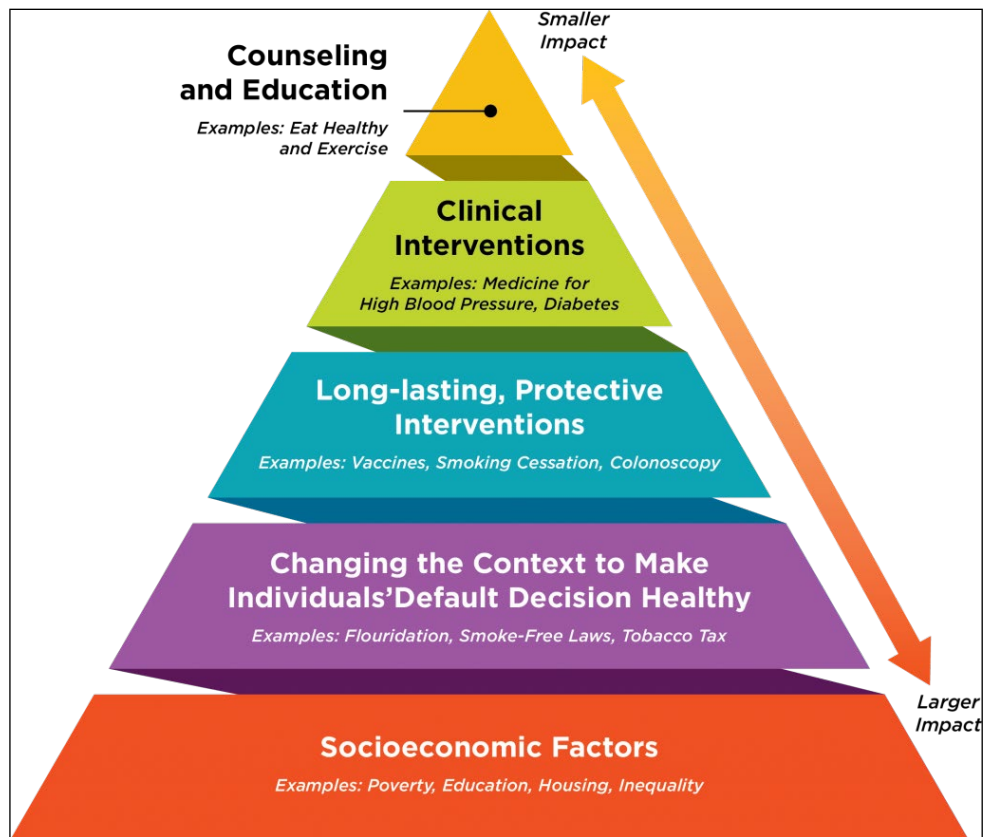 Smaller
Impact
Counseling
and Education
Examples: Eat Healthy
and Exercise
Clinical
Interventions
Examples: Medicine for
High Blood Pressure, Diabetes
Long-lasting, Protective
Interventions
Examples: Vaccines, Smoking Cessation, Colonoscopy
Changing the Context to Make
Individuals’Default Decision Healthy
Examples: Flouridation, Smoke-Free Laws, Tobacco Tax
Larger
Impact
Socioeconomic Factors
Examples: Poverty, Education, Housing, Inequality